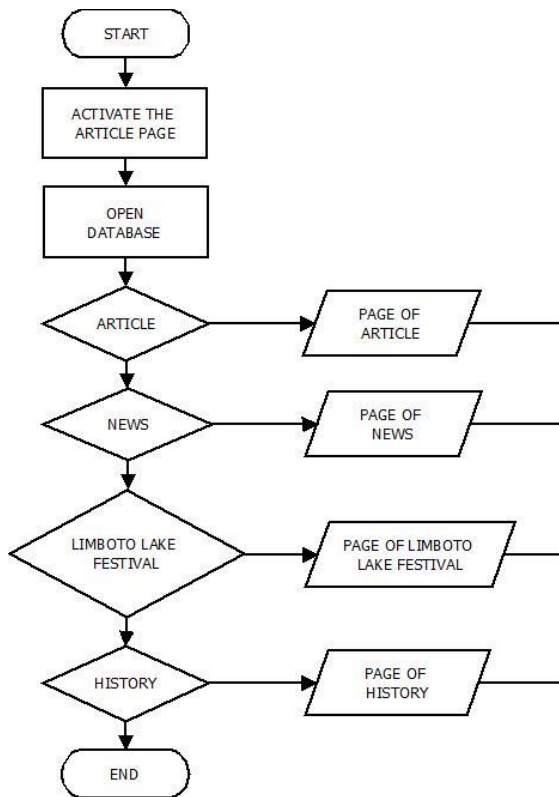 START
ACTIVATE THE
ARTICLE PAGE
OPEN
DATABASE
ARTICLE
PAGE OF
ARTICLE
NEWS
PAGE OF
NEWS
LIMBOTO LAKE
FESTIVAL
PAGE OF LIMBOTO
LAKE FESTIVAL
HISTORY
PAGE OF
HISTORY
END